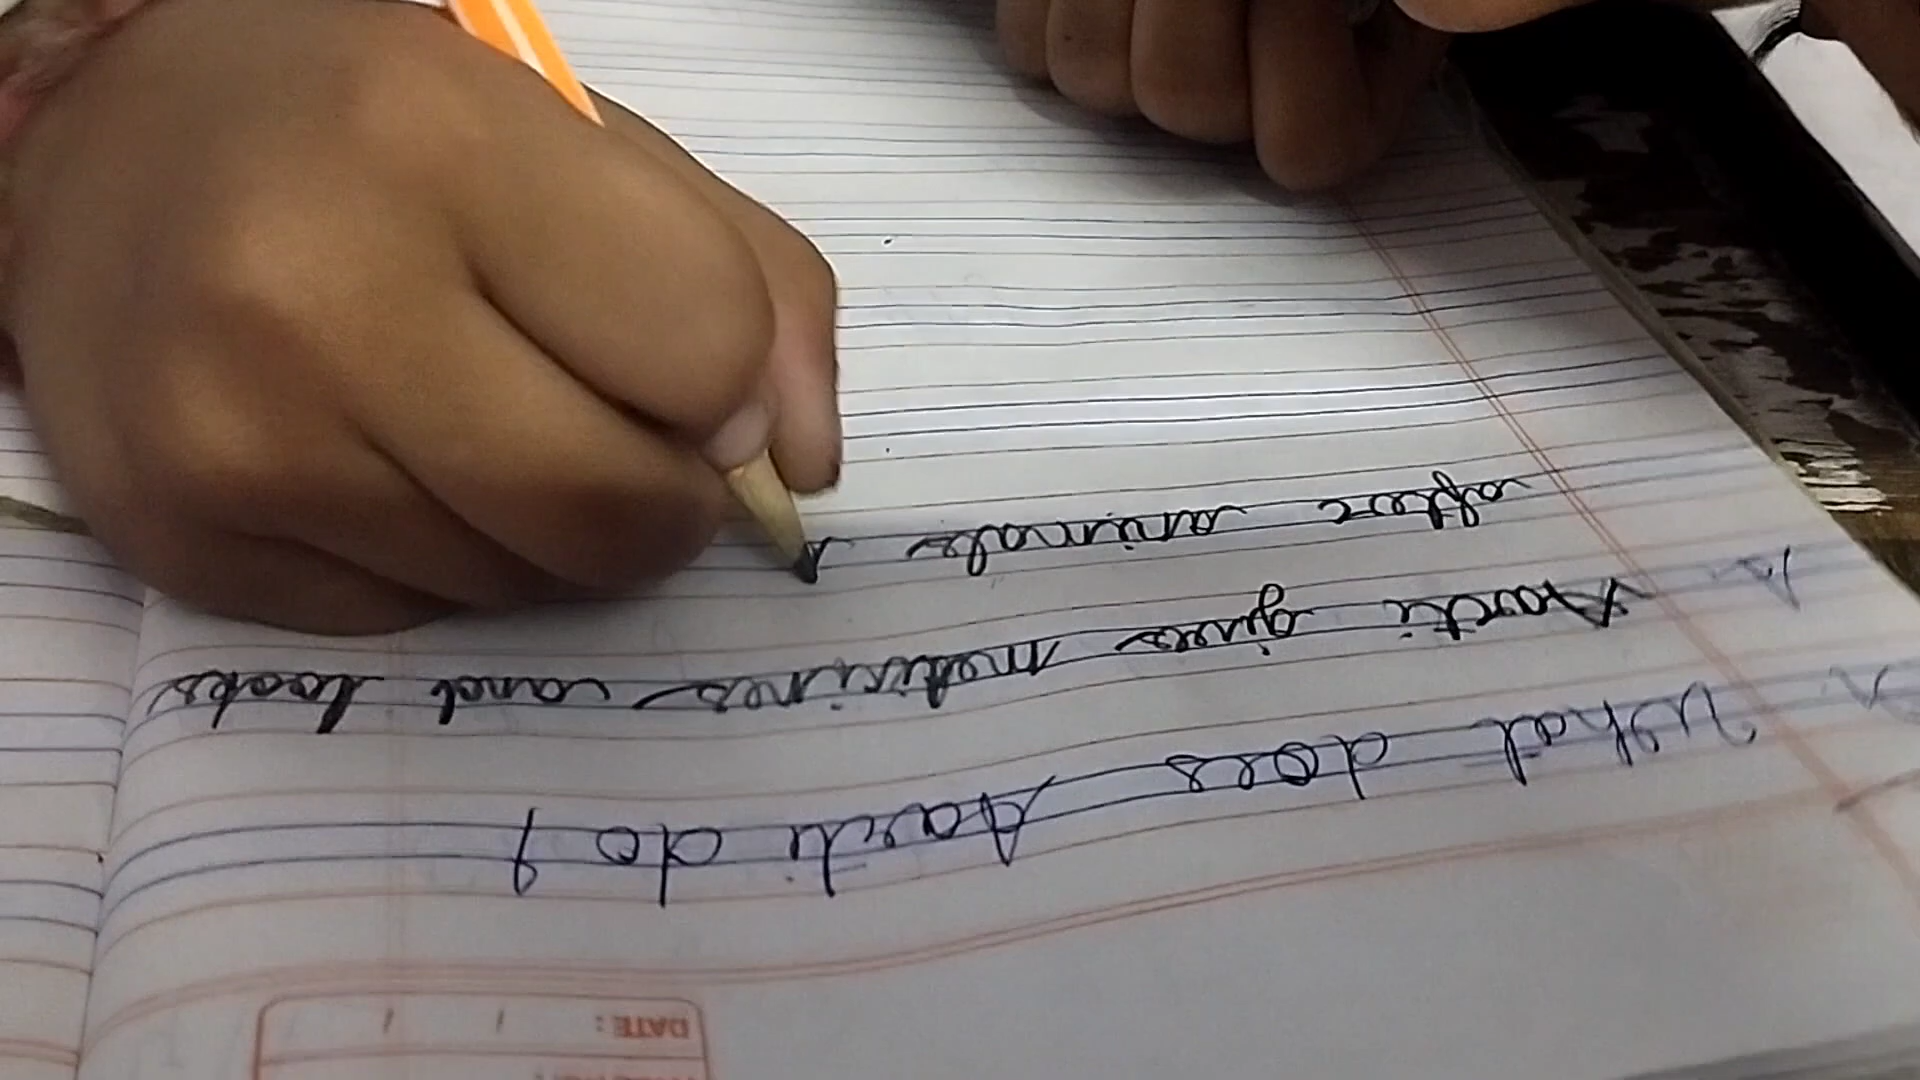 DATE: / /
What does Aarti do?
A Aarti gives medicines and looks
after animals